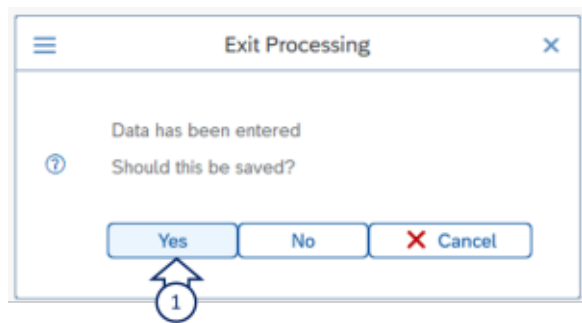 Exit Processing
Data has been entered
Should this be saved?
Yes No Cancel
1